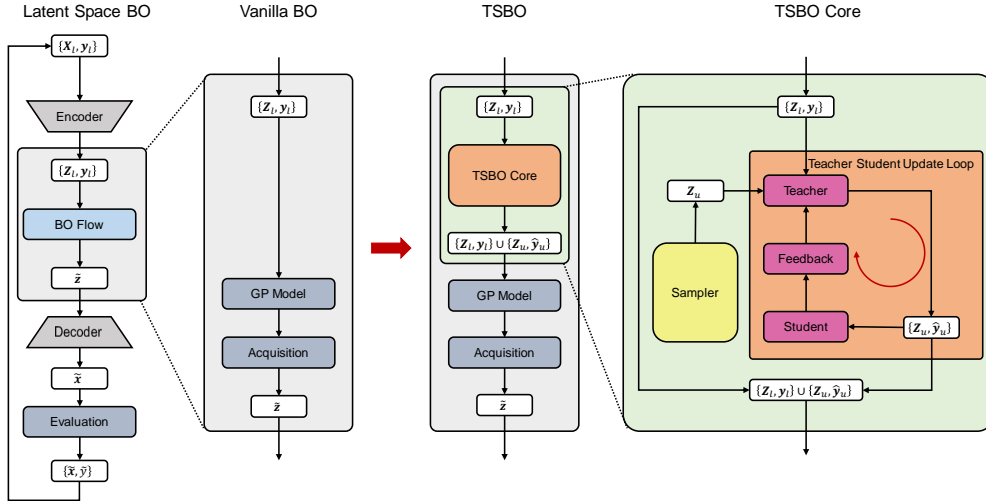 Latent Space BO
Vanilla BO
TSBO
TSBO Core
{X_l, y_l}
Encoder
{Z_l, y_l}
BO Flow
z̃
Decoder
x̃
Evaluation
{x̃, ỹ}
{Z_l, y_l}
GP Model
Acquisition
z̃
{Z_l, y_l}
TSBO Core
{Z_l, y_l} ∪ {Z_u, ŷ_u}
GP Model
Acquisition
z̃
{Z_l, y_l}
Teacher Student Update Loop
Z_u
Teacher
Sampler
Feedback
Student
{Z_u, ŷ_u}
{Z_l, y_l} ∪ {Z_u, ŷ_u}